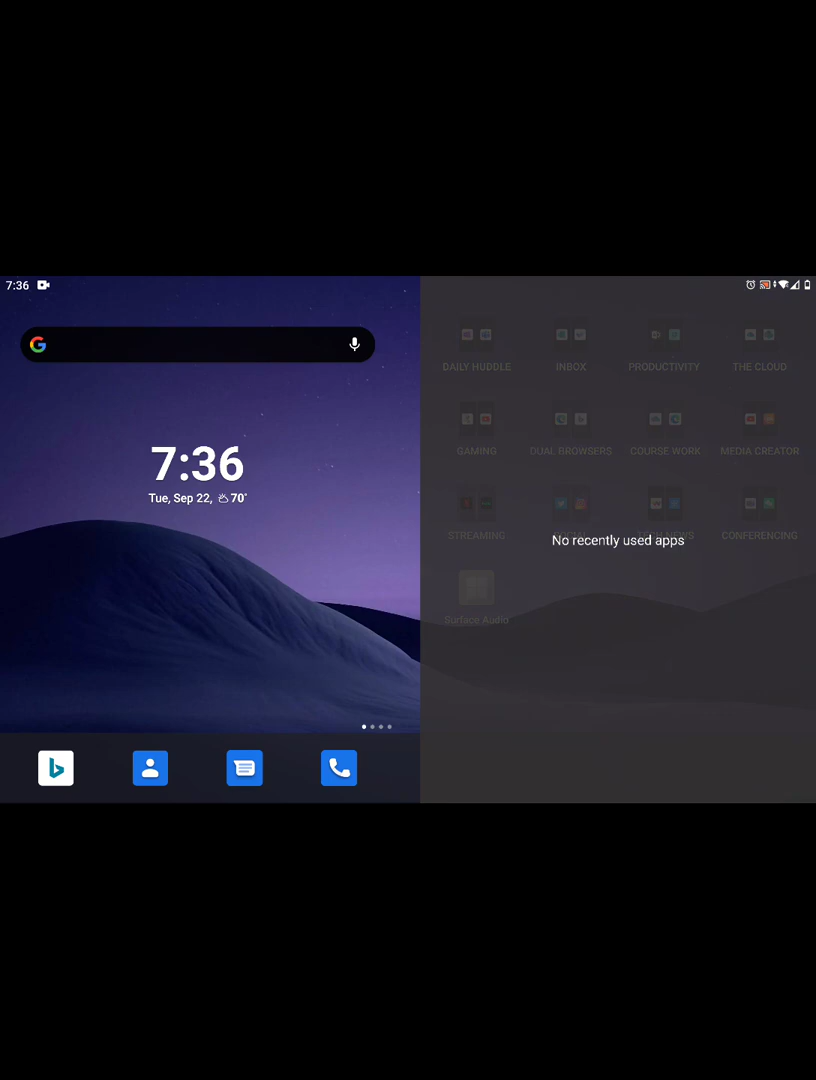 7:36
7:36
Tue, Sep 22, 70°
DAILY HUDDLE
INBOX
PRODUCTIVITY
THE CLOUD
GAMING
DUAL BROWSERS
COURSE WORK
MEDIA CREATOR
STREAMING
CONFERENCING
No recently used apps
Surface Audio